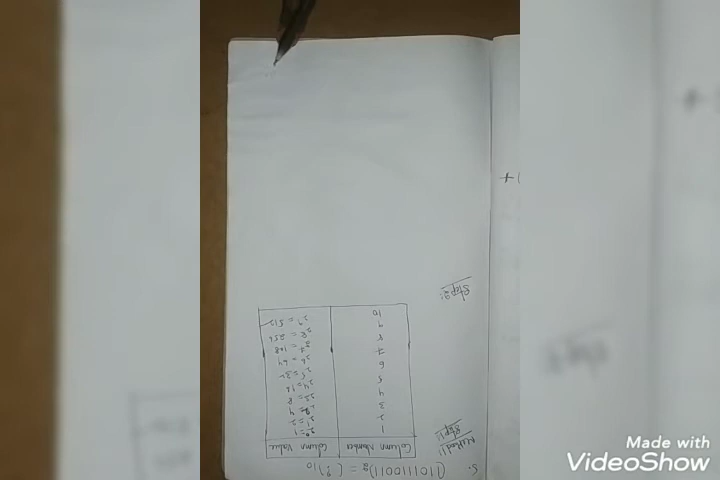 5. = (?)10
Method 1:
Step 1:
Column Number Column Value
1 2⁰=1
2 2¹=2
3 2²= 4
4 2³= 8
5 2⁴=16
6 2⁵=32
7 2⁶= 64
8 2⁷ = 128
9 2⁸ = 256
10 2⁹ = 512
Step 2:
Made with
VideoShow